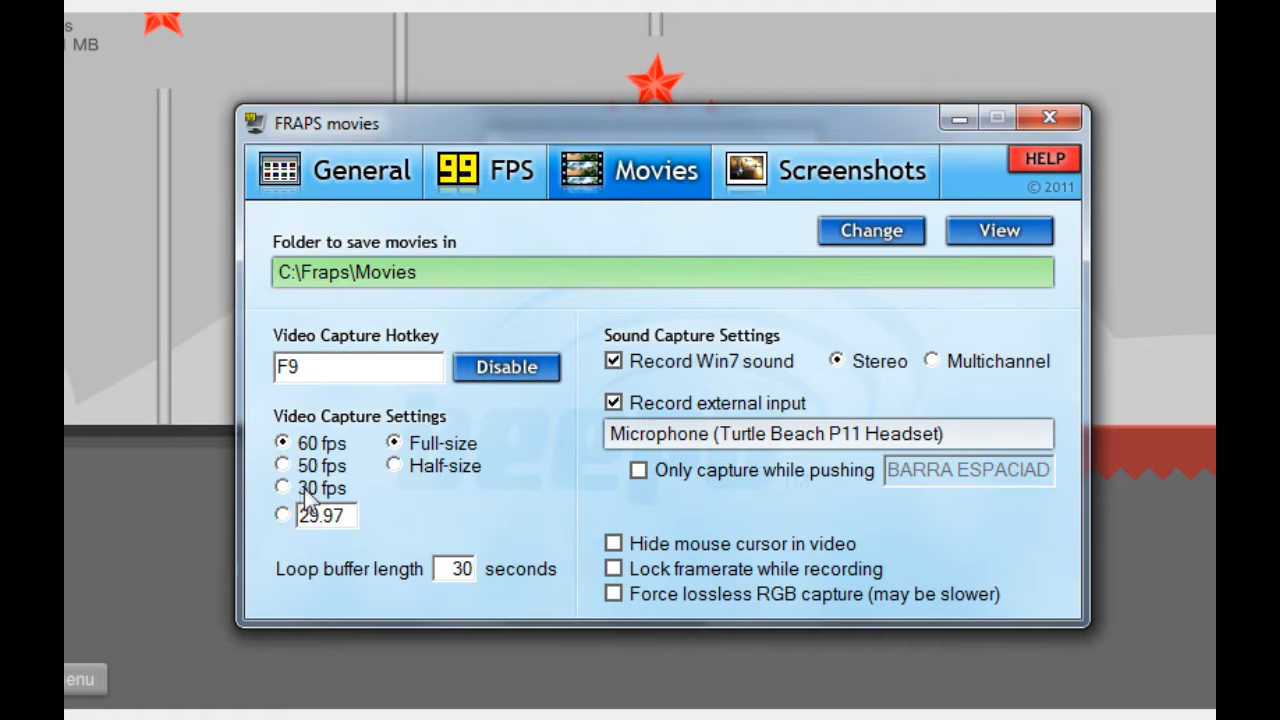 s
MB
FRAPS movies
General
99 FPS
Movies
Screenshots
HELP
© 2011
Folder to save movies in
Change
View
C:\Fraps\Movies
Video Capture Hotkey
F9
Disable
Video Capture Settings
60 fps
Full-size
50 fps
Half-size
30 fps
29.97
Loop buffer length 30 seconds
Sound Capture Settings
Record Win7 sound
Stereo
Multichannel
Record external input
Microphone (Turtle Beach P11 Headset)
Only capture while pushing
BARRA ESPACIAD
Hide mouse cursor in video
Lock framerate while recording
Force lossless RGB capture (may be slower)
enu